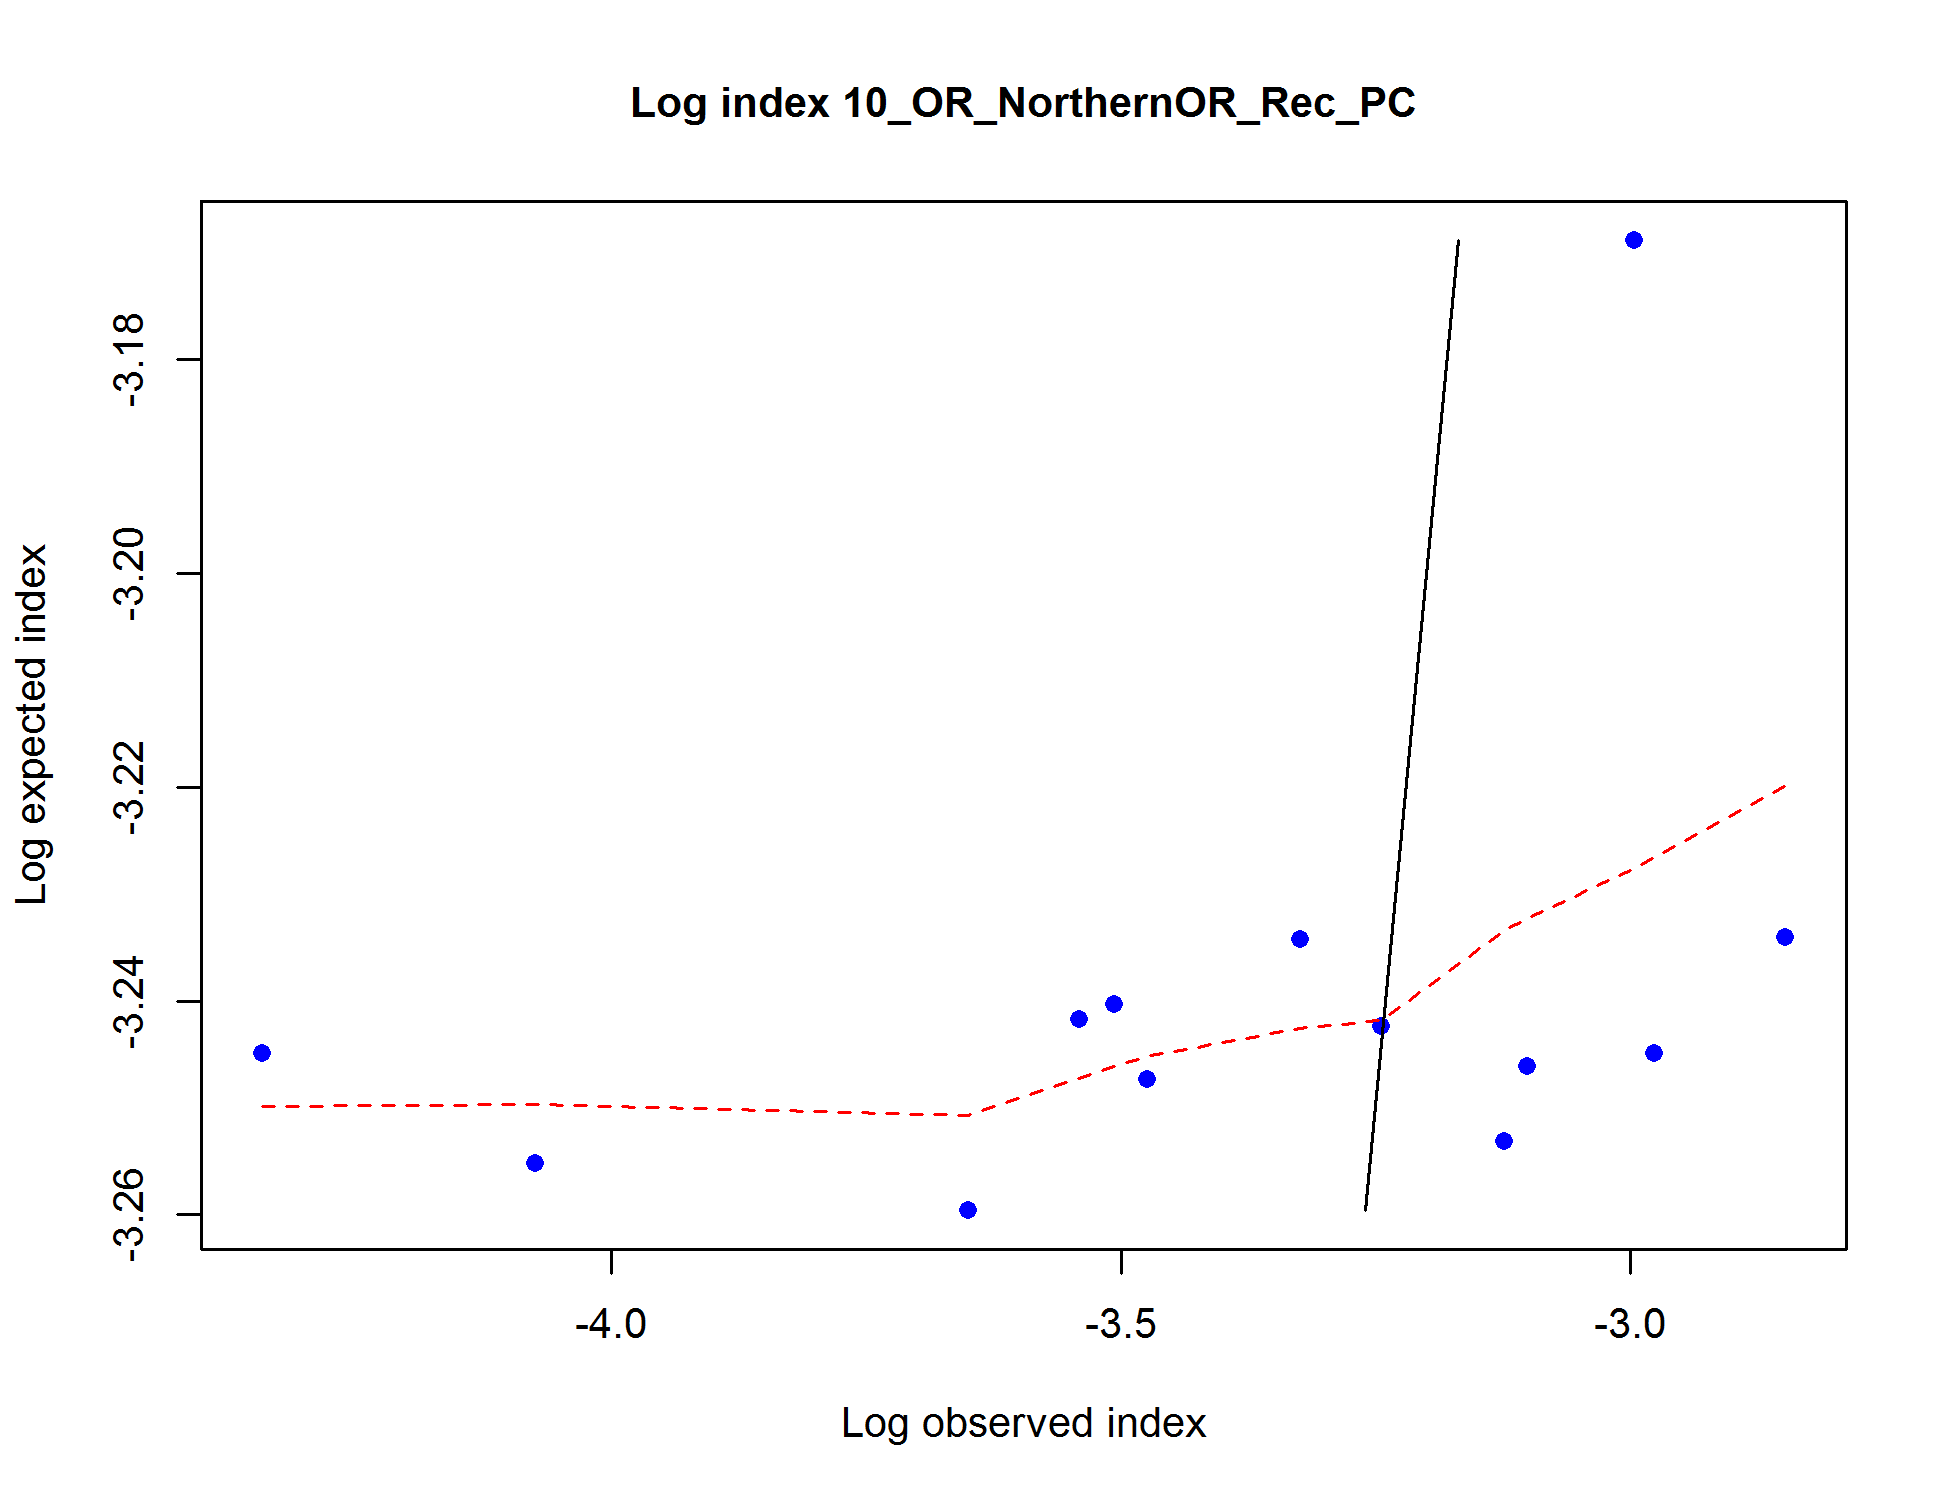 Log index 10_OR_NorthernOR_Rec_PC
Log expected index
-3.18
-3.20
-3.22
-3.24
-3.26
-4.0
-3.5
-3.0
Log observed index